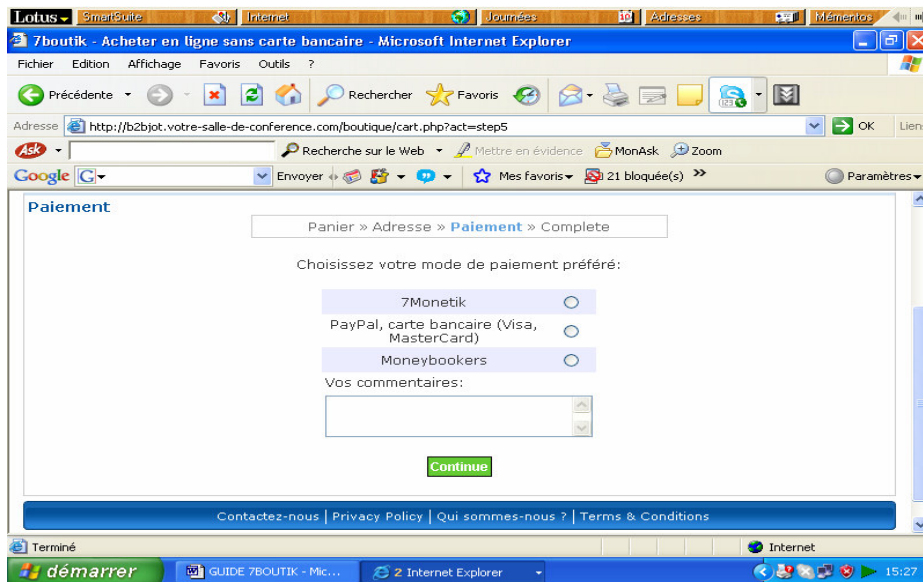 Lotus SmartSuite Internet Journées 10 Adresses Mémentos
7boutik - Acheter en ligne sans carte bancaire - Microsoft Internet Explorer
Fichier Edition Affichage Favoris Outils ?
Précédente Rechercher Favoris
Adresse http://b2bjot.votre-salle-de-conference.com/boutique/cart.php?act=step5 OK Lien
Ask Recherche sur le Web Mettre en évidence MonAsk Zoom
Google G Envoyer Mes favoris 21 bloquée(s) Paramètres
Paiement
Panier » Adresse » Paiement » Complete
Choisissez votre mode de paiement préféré:
7Monetik
PayPal, carte bancaire (Visa,
MasterCard)
Moneybookers
Vos commentaires:
Continue
Contactez-nous | Privacy Policy | Qui sommes-nous ? | Terms & Conditions
Terminé Internet
démarrer GUIDE 7BOUTIK - Mic... 2 Internet Explorer 15:27